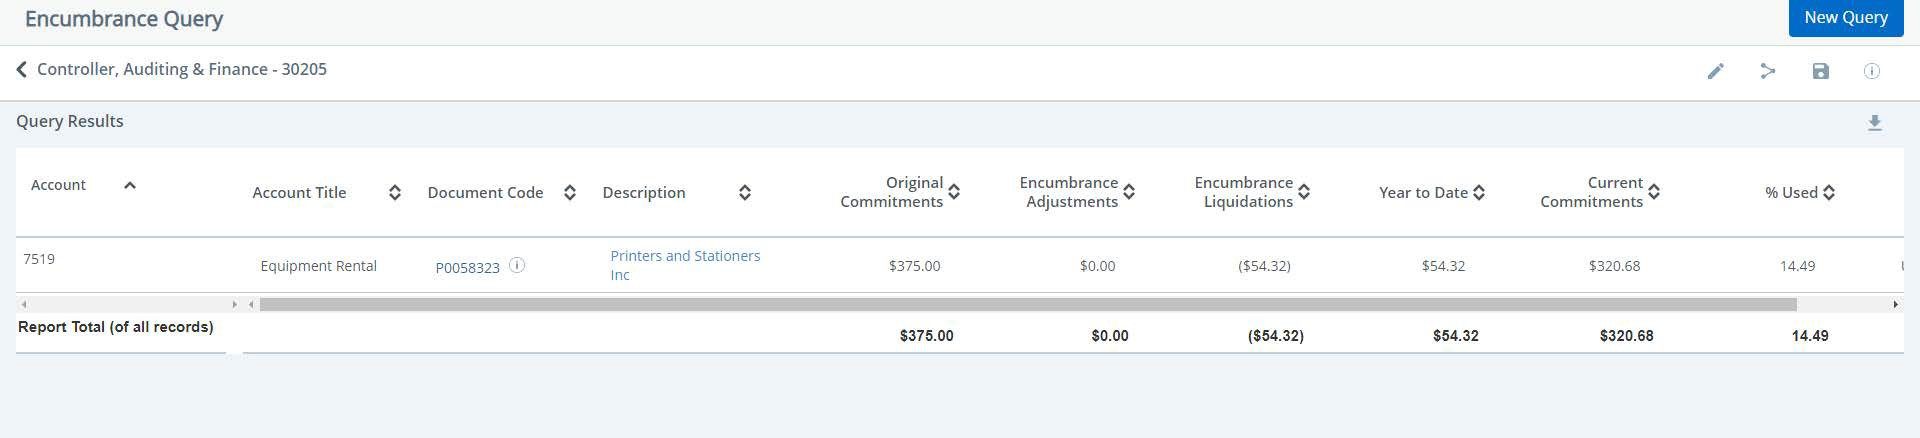 Encumbrance Query
New Query
Controller, Auditing & Finance - 30205
Query Results
Account
Account Title
Document Code
Description
Original
Commitments
Encumbrance
Adjustments
Encumbrance
Liquidations
Year to Date
Current
Commitments
% Used
7519
Equipment Rental
P0058323
Printers and Stationers
Inc
$375.00
$0.00
($54.32)
$54.32
$320.68
14.49
Report Total (of all records)
$375.00
$0.00
($54.32)
$54.32
$320.68
14.49